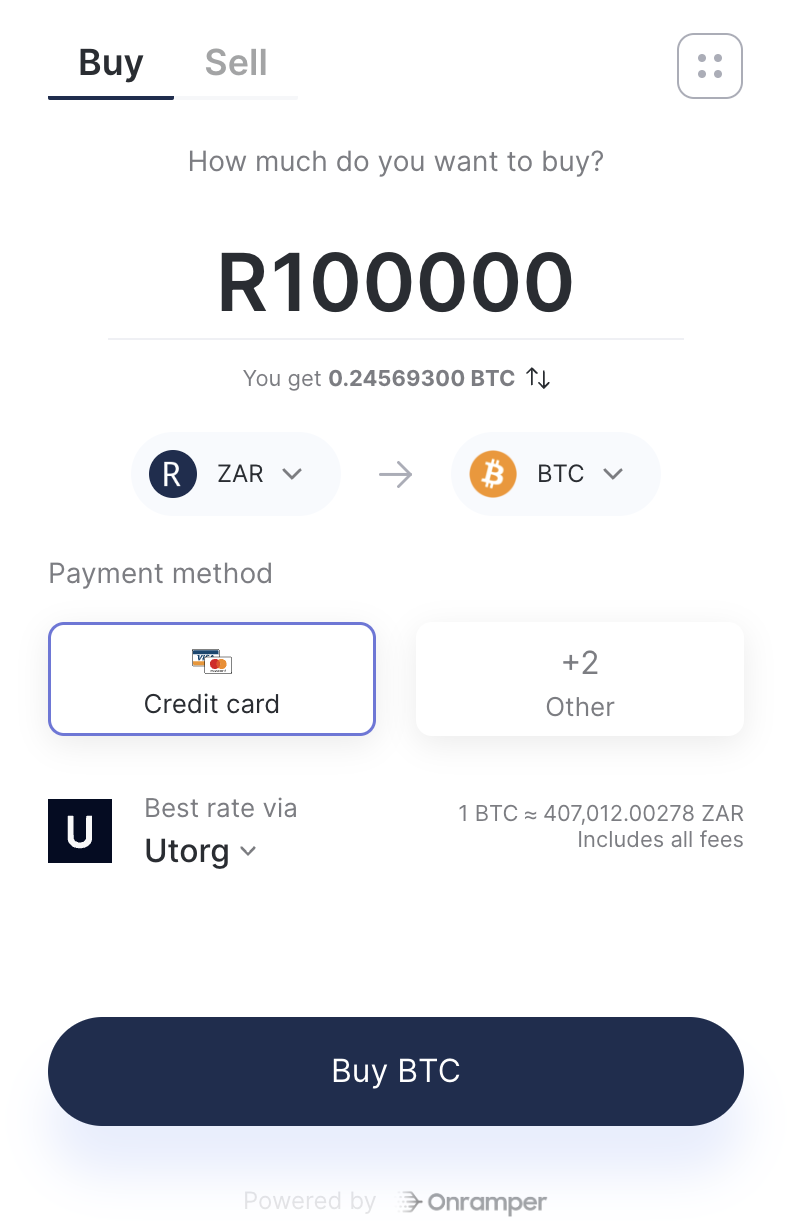 Buy Sell
How much do you want to buy?
R100000
You get 0.24569300 BTC
R ZAR BTC
Payment method
VISA
Credit card
+2
Other
U
Best rate via
Utorg
1 BTC ≈ 407,012.00278 ZAR
Includes all fees
Buy BTC
Powered by Onramper